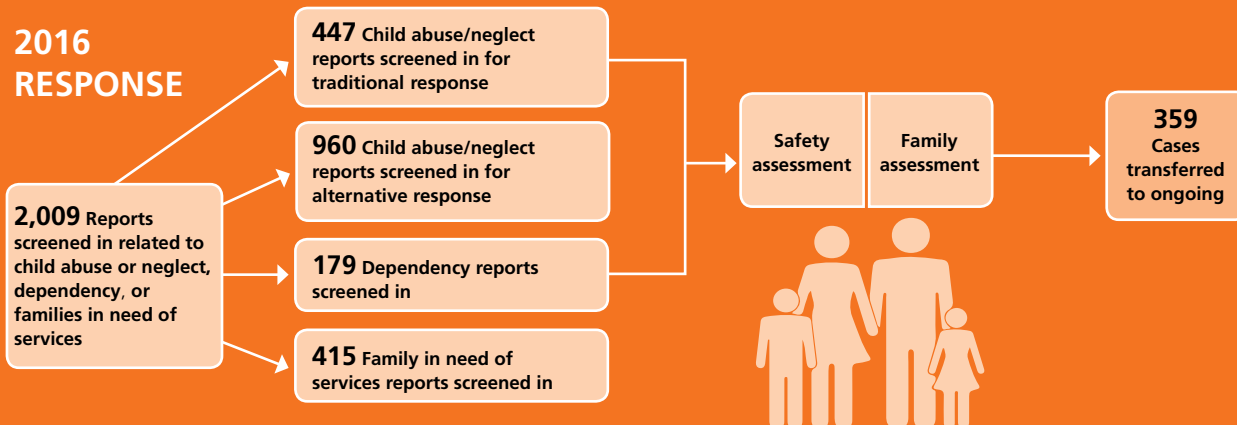 2016
RESPONSE
2,009 Reports
screened in related to
child abuse or neglect,
dependency, or
families in need of
services
447 Child abuse/neglect
reports screened in for
traditional response
960 Child abuse/neglect
reports screened in for
alternative response
179 Dependency reports
screened in
415 Family in need of
services reports screened in
Safety
assessment
Family
assessment
359
Cases
transferred
to ongoing